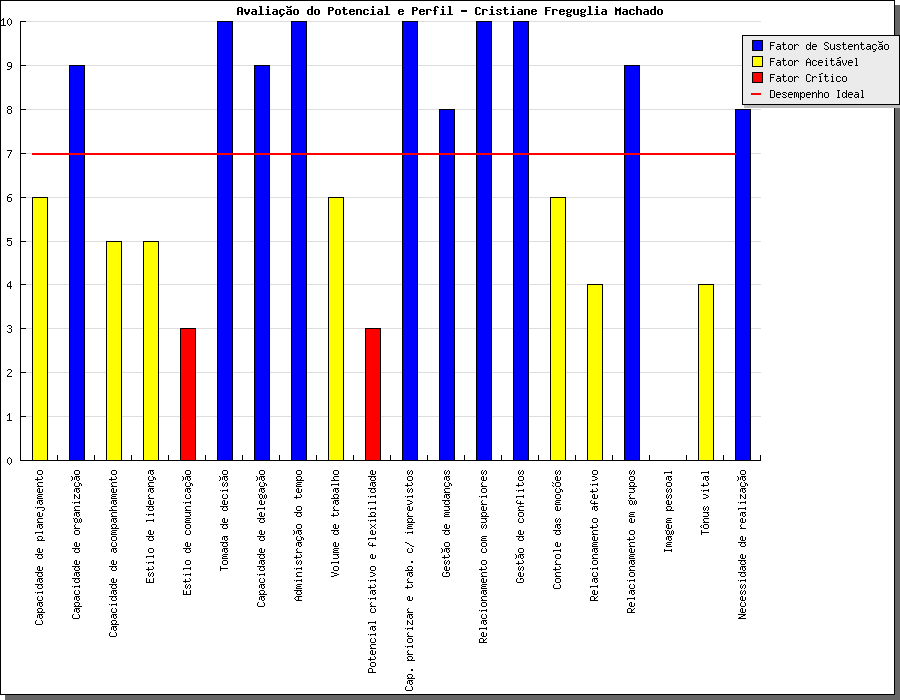 Avaliação do Potencial e Perfil - Cristiane Freguglia Machado
10
9
8
7
6
5
4
3
2
1
0
Fator de Sustentação
Fator Aceitável
Fator Crítico
Desempenho Ideal
Capacidade de planejamento
Capacidade de organização
Capacidade de acompanhamento
Estilo de liderança
Estilo de comunicação
Tomada de decisão
Capacidade de delegação
Administração do tempo
Volume de trabalho
Potencial criativo e flexibilidade
Cap. priorizar e trab. c/ imprevistos
Gestão de mudanças
Relacionamento com superiores
Gestão de conflitos
Controle das emoções
Relacionamento afetivo
Relacionamento em grupos
Imagem pessoal
Tônus vital
Necessidade de realização